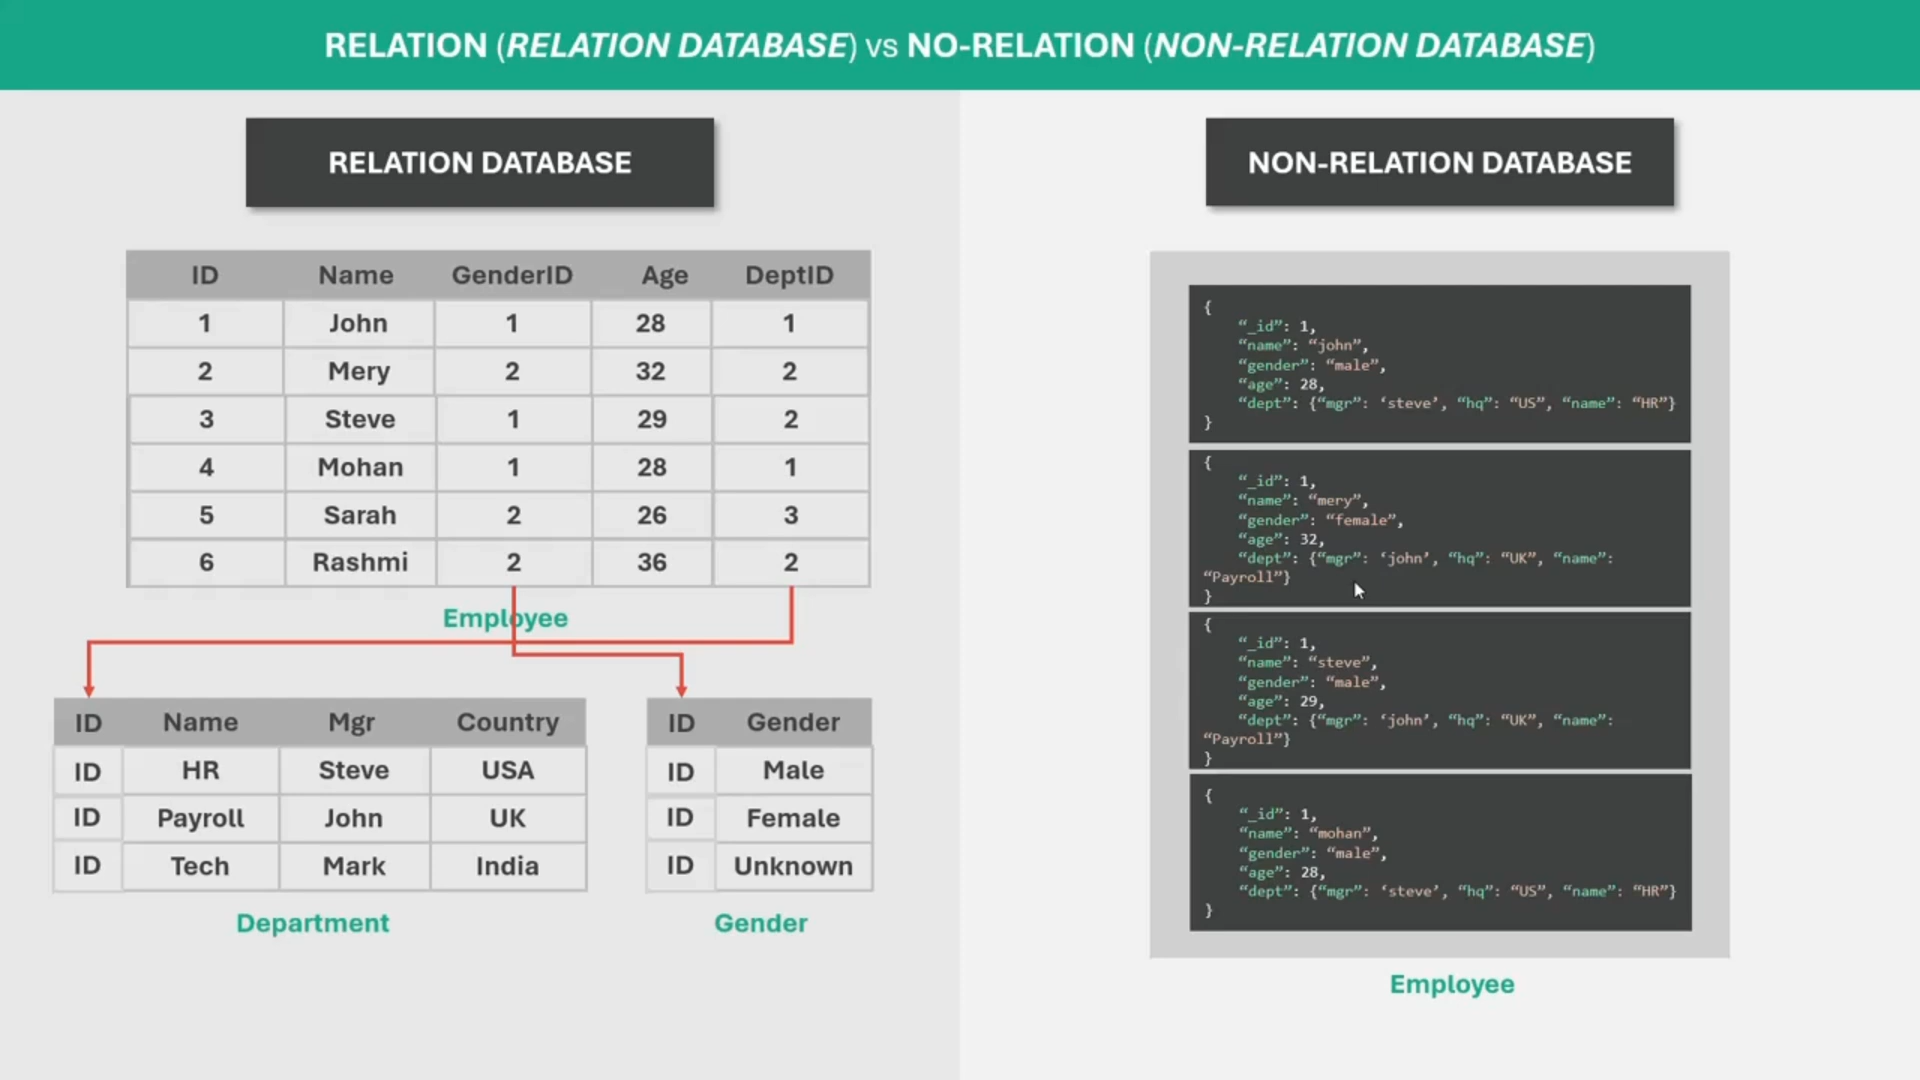 RELATION (RELATION DATABASE) vs NO-RELATION (NON-RELATION DATABASE)
RELATION DATABASE
ID Name GenderID Age DeptID
1 John 1 28 1
2 Mery 2 32 2
3 Steve 1 29 2
4 Mohan 1 28 1
5 Sarah 2 26 3
6 Rashmi 2 36 2
Employee
ID Name Mgr Country
ID HR Steve USA
ID Payroll John UK
ID Tech Mark India
Department
ID Gender
ID Male
ID Female
ID Unknown
Gender
NON-RELATION DATABASE
{
“_id”: 1,
“name”: “john”,
“gender”: “male”,
“age”: 28,
“dept”: {“mgr”: ‘steve’, “hq”: “US”, “name”: “HR”}
}
{
“_id”: 1,
“name”: “mery”,
“gender”: “female”,
“age”: 32,
“dept”: {“mgr”: ‘john’, “hq”: “UK”, “name”:
“Payroll”}
}
{
“_id”: 1,
“name”: “steve”,
“gender”: “male”,
“age”: 29,
“dept”: {“mgr”: ‘john’, “hq”: “UK”, “name”:
“Payroll”}
}
{
“_id”: 1,
“name”: “mohan”,
“gender”: “male”,
“age”: 28,
“dept”: {“mgr”: ‘steve’, “hq”: “US”, “name”: “HR”}
}
Employee